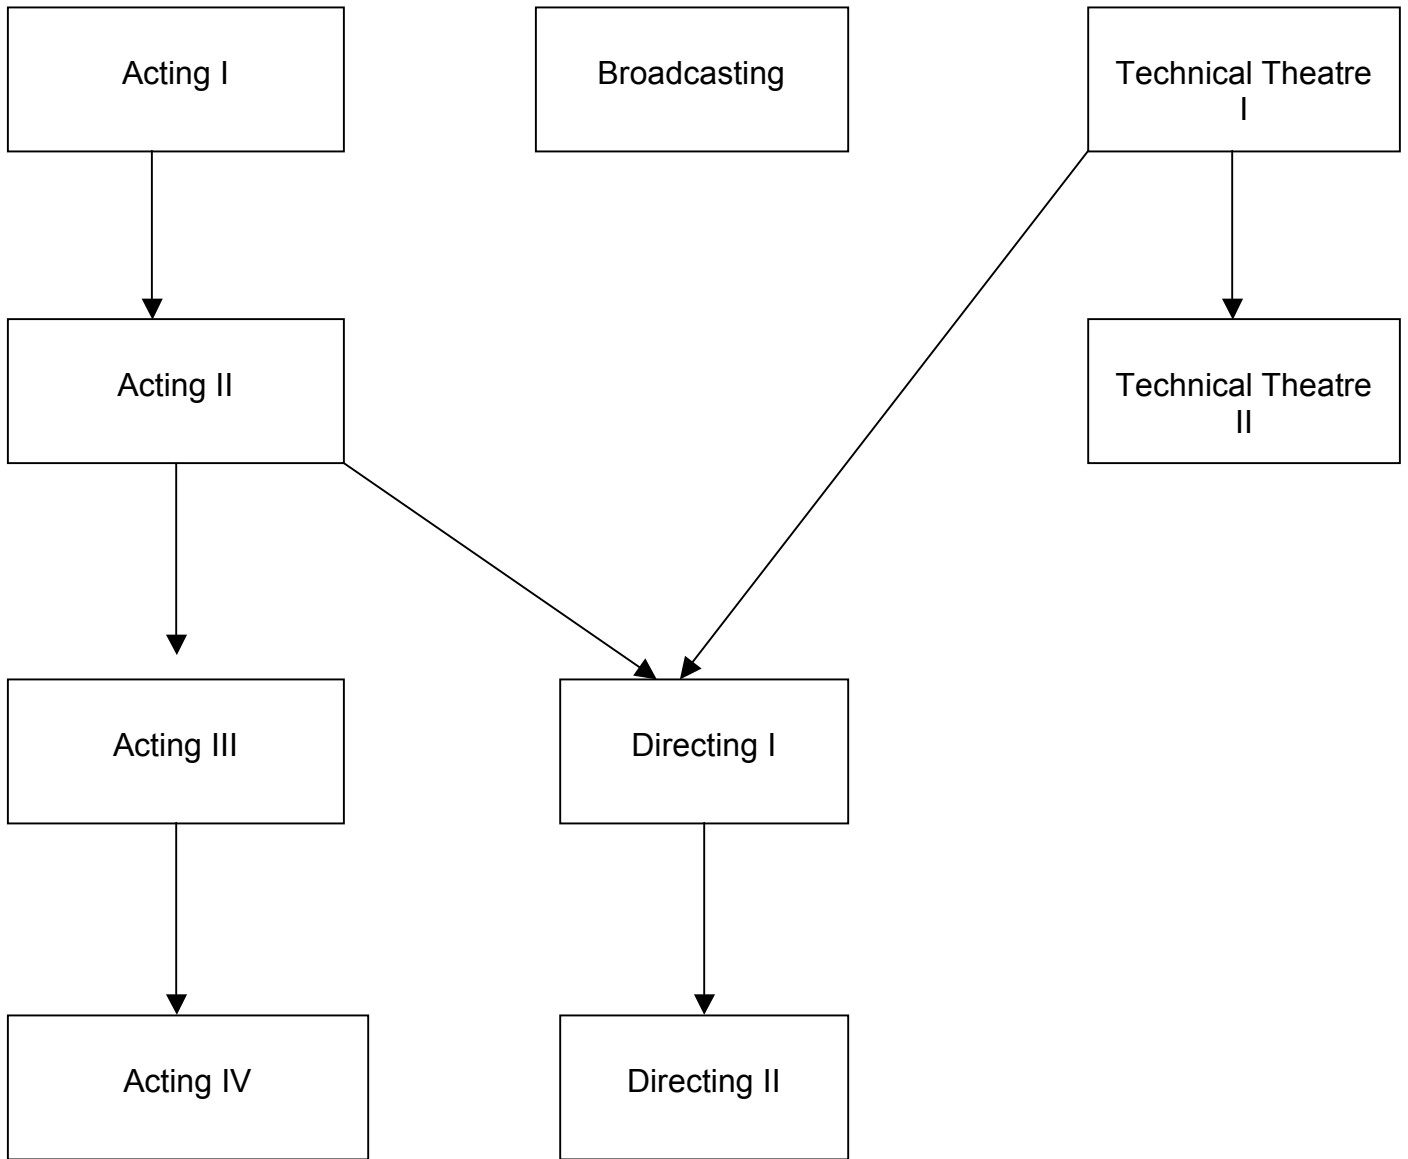 Acting I
Broadcasting
Technical Theatre
I
Acting II
Technical Theatre
II
Acting III
Directing I
Acting IV
Directing II